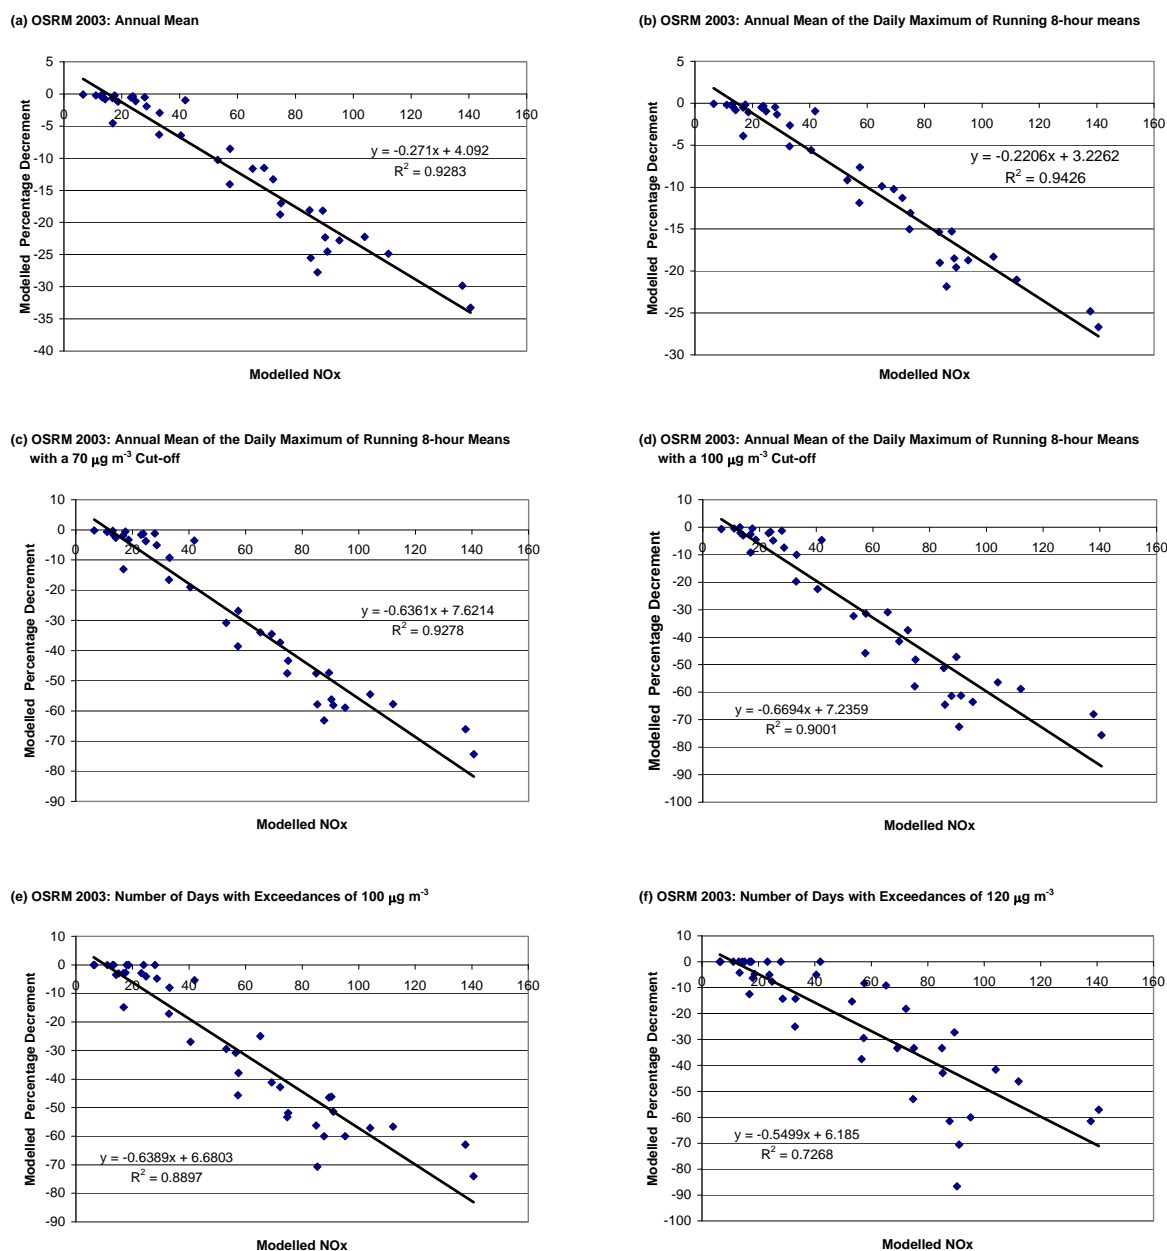 (a) OSRM 2003: Annual Mean
5
0
-5
-10
-15
-20
-25
-30
-35
-40
0 20 40 60 80 100 120 140 160
y = -0.271x + 4.092
R² = 0.9283
Modelled Percentage Decrement
Modelled NOx
(b) OSRM 2003: Annual Mean of the Daily Maximum of Running 8-hour means
5
0
-5
-10
-15
-20
-25
-30
0 20 40 60 80 100 120 140 160
y = -0.2206x + 3.2262
R² = 0.9426
Modelled Percentage Decrement
Modelled NOx
(c) OSRM 2003: Annual Mean of the Daily Maximum of Running 8-hour Means
with a 70 µg m⁻³ Cut-off
10
0
-10
-20
-30
-40
-50
-60
-70
-80
-90
0 20 40 60 80 100 120 140 160
y = -0.6361x + 7.6214
R² = 0.9278
Modelled Percentage Decrement
Modelled NOx
(d) OSRM 2003: Annual Mean of the Daily Maximum of Running 8-hour Means
with a 100 µg m⁻³ Cut-off
10
0
-10
-20
-30
-40
-50
-60
-70
-80
-90
-100
0 20 40 60 80 100 120 140 160
y = -0.6694x + 7.2359
R² = 0.9001
Modelled Percentage Decrement
Modelled NOx
(e) OSRM 2003: Number of Days with Exceedances of 100 µg m⁻³
10
0
-10
-20
-30
-40
-50
-60
-70
-80
-90
0 20 40 60 80 100 120 140 160
y = -0.6389x + 6.6803
R² = 0.8897
Modelled Percentage Decrement
Modelled NOx
(f) OSRM 2003: Number of Days with Exceedances of 120 µg m⁻³
10
0
-10
-20
-30
-40
-50
-60
-70
-80
-90
-100
0 20 40 60 80 100 120 140 160
y = -0.5499x + 6.185
R² = 0.7268
Modelled Percentage Decrement
Modelled NOx